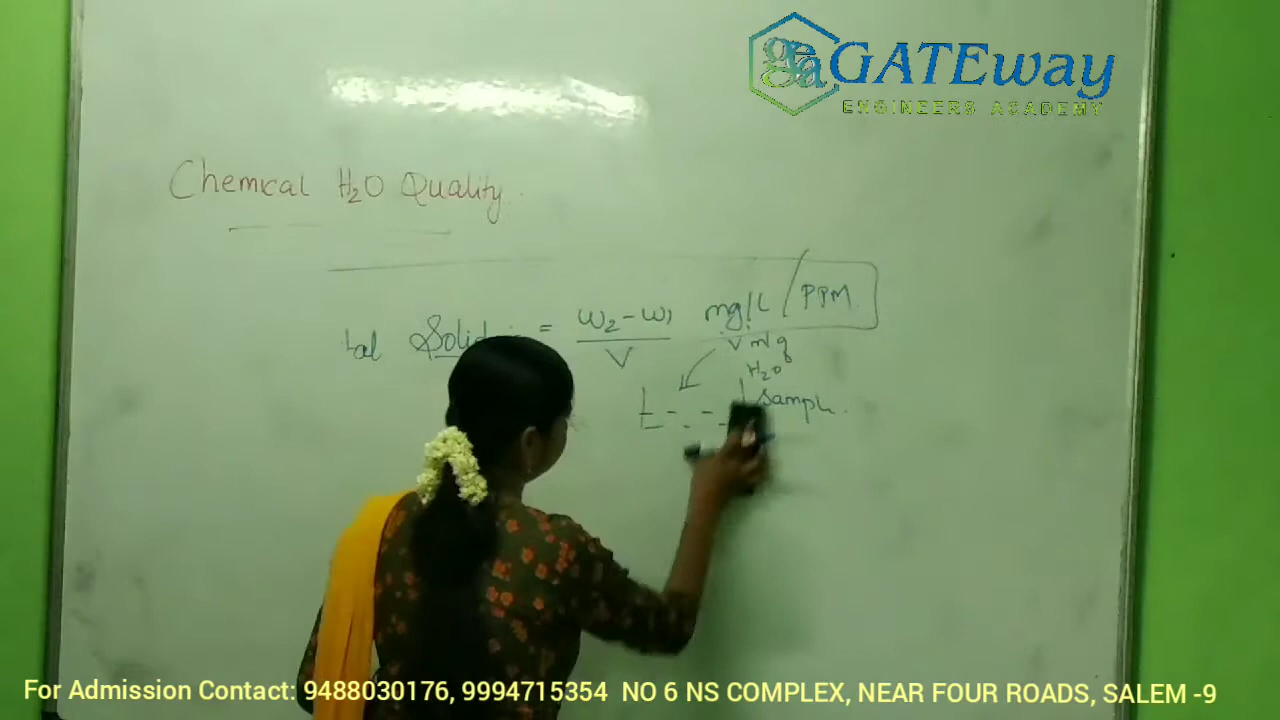 GATEway
ENGINEERS ACADEMY
Chemical H₂O Quality.
Solid = W₂ - W₁ / V mg/L / PPM
V ml of
H₂O
Sample.
For Admission Contact: 9488030176, 9994715354 NO 6 NS COMPLEX, NEAR FOUR ROADS, SALEM -9